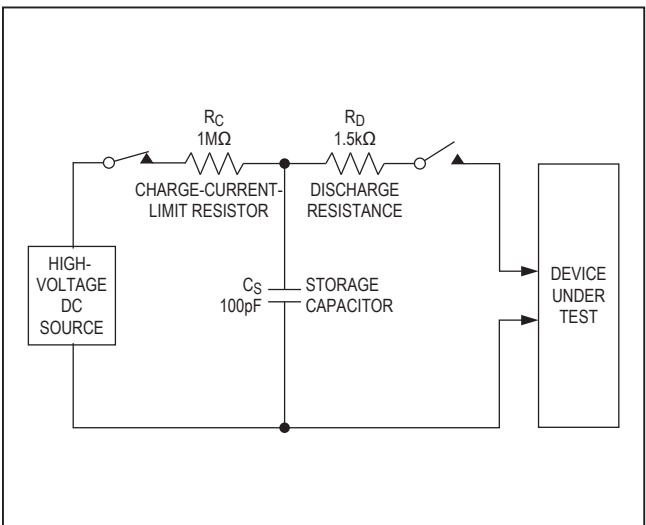 RC
1MΩ
CHARGE-CURRENT-
LIMIT RESISTOR
RD
1.5kΩ
DISCHARGE
RESISTANCE
HIGH-
VOLTAGE
DC
SOURCE
CS
100pF
STORAGE
CAPACITOR
DEVICE
UNDER
TEST